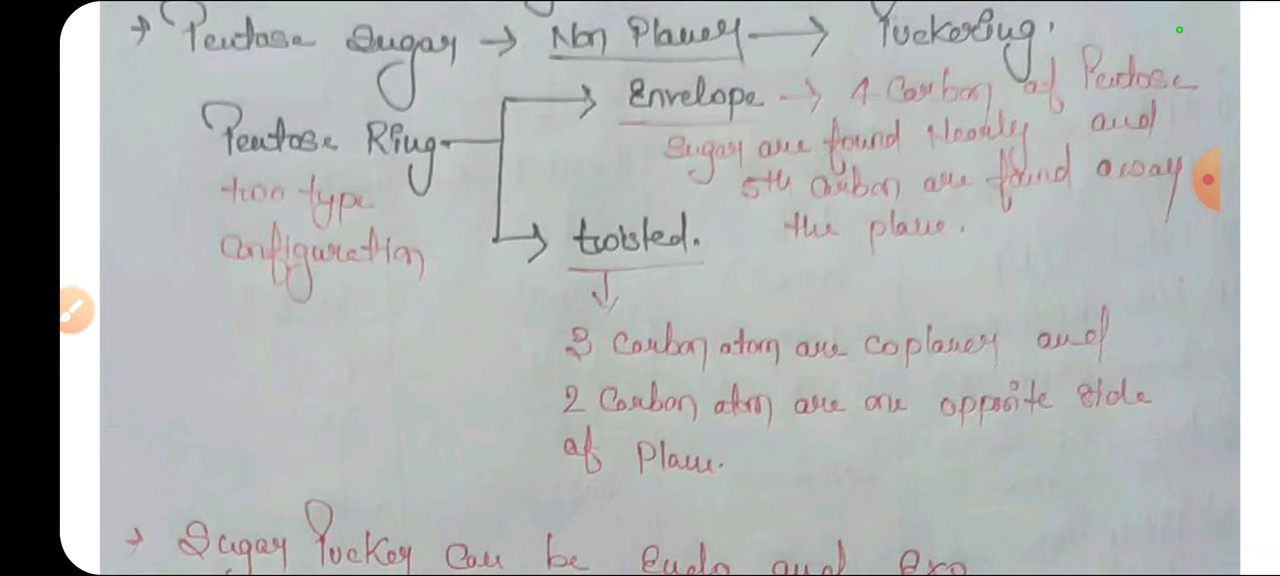 → Pentose Sugar → Non Planer → Puckering.
Pentose Ring
two type
Configuration
Envelope → 4 Carbon of Pentose
Sugar are found Nearly and
5th Carbon are found away
the plane.
twisted.
3 Carbon atom are coplaner and
2 Carbon atom are one opposite side
of Plane.
→ Sugar Pucker Can be Endo and Exo